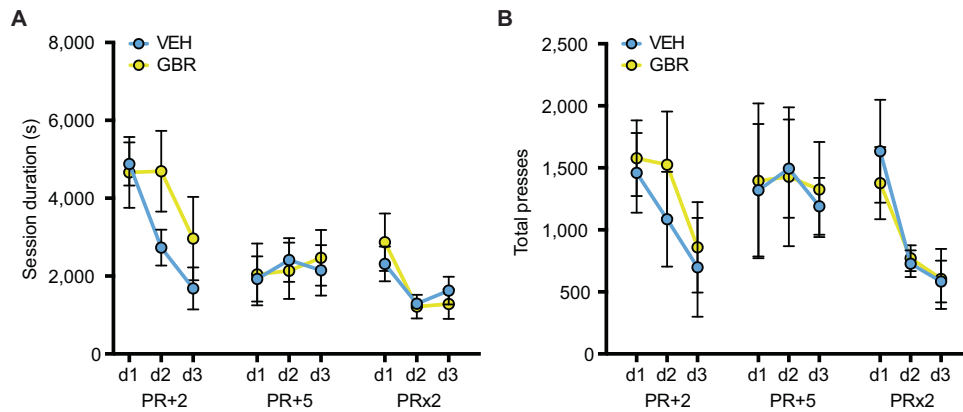 A
VEH
GBR
Session duration (s)
8,000
6,000
4,000
2,000
0
d1 d2 d3 d1 d2 d3 d1 d2 d3
PR+2 PR+5 PRx2
B
VEH
GBR
Total presses
2,500
2,000
1,500
1,000
500
0
d1 d2 d3 d1 d2 d3 d1 d2 d3
PR+2 PR+5 PRx2